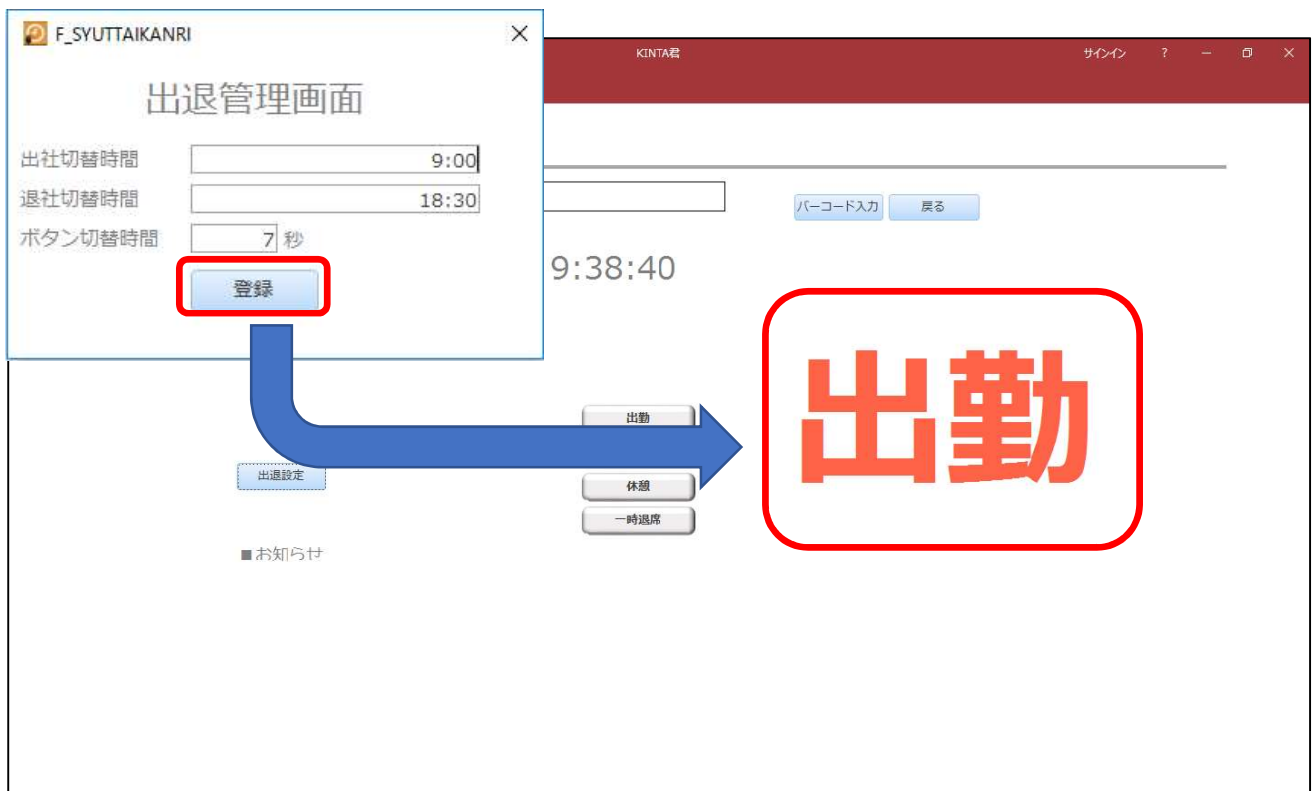 F_SYUTTAIKANRI
出退管理画面
出社切替時間 9:00
退社切替時間 18:30
ボタン切替時間 7 秒
登録
KINTA君
サインイン ?
バーコード入力 戻る
9:38:40
出勤
出勤
休憩
一時退席
出退設定
■お知らせ